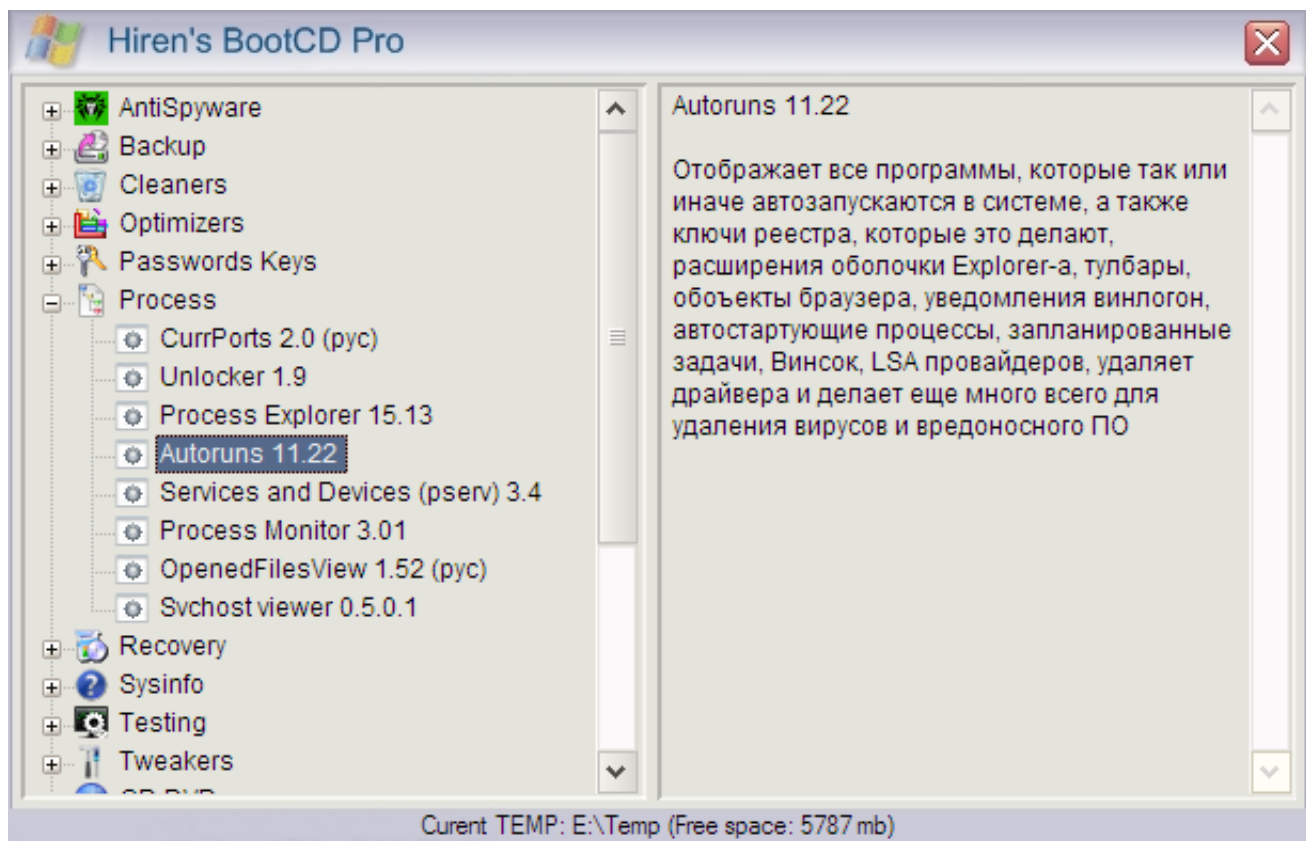 Hiren's BootCD Pro
AntiSpyware
Backup
Cleaners
Optimizers
Passwords Keys
Process
CurrPorts 2.0 (рус)
Unlocker 1.9
Process Explorer 15.13
Autoruns 11.22
Services and Devices (pserv) 3.4
Process Monitor 3.01
OpenedFilesView 1.52 (рус)
Svchost viewer 0.5.0.1
Recovery
Sysinfo
Testing
Tweakers
Autoruns 11.22
Отображает все программы, которые так или
иначе автозапускаются в системе, а также
ключи реестра, которые это делают,
расширения оболочки Explorer-а, тулбары,
обоъекты браузера, уведомления винлогон,
автостартующие процессы, запланированные
задачи, Винсок, LSA провайдеров, удаляет
драйвера и делает еще много всего для
удаления вирусов и вредоносного ПО
Curent TEMP: E:\Temp (Free space: 5787 mb)